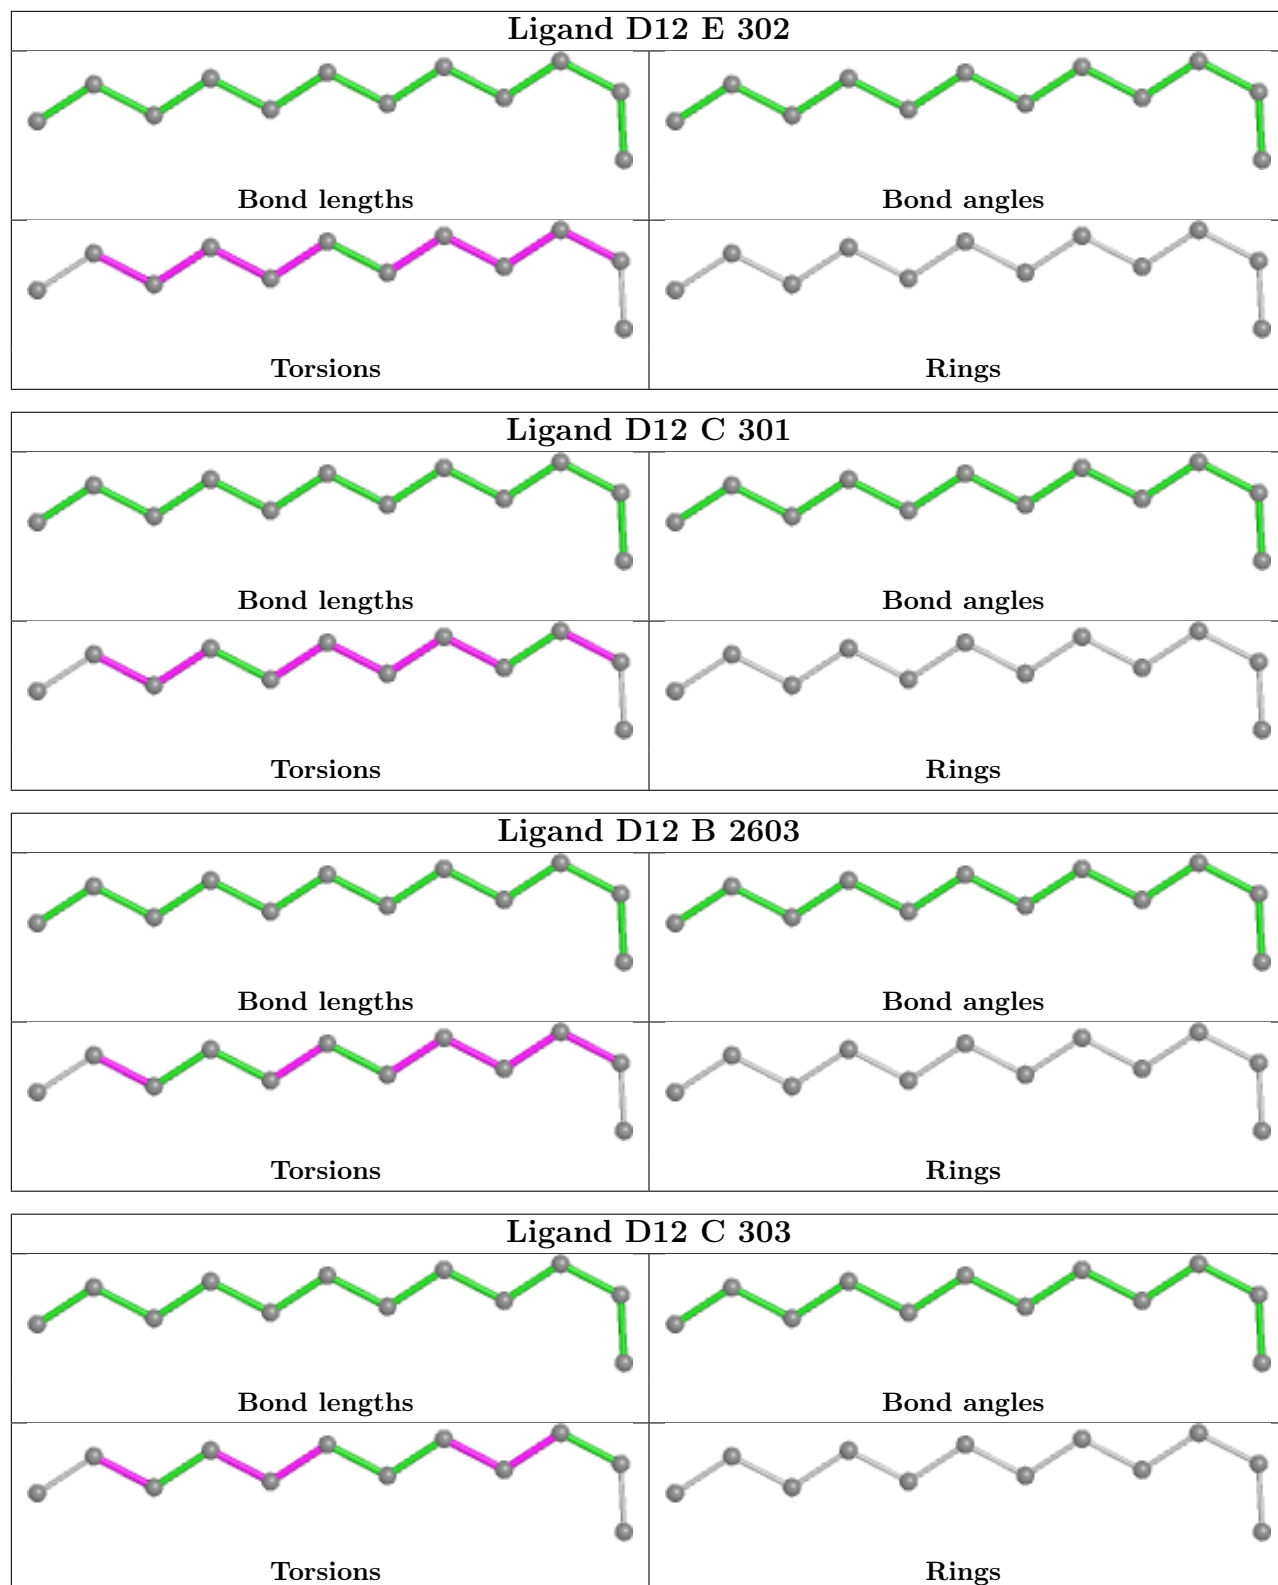 Ligand D12 E 302
Bond lengths
Bond angles
Torsions
Rings
Ligand D12 C 301
Bond lengths
Bond angles
Torsions
Rings
Ligand D12 B 2603
Bond lengths
Bond angles
Torsions
Rings
Ligand D12 C 303
Bond lengths
Bond angles
Torsions
Rings